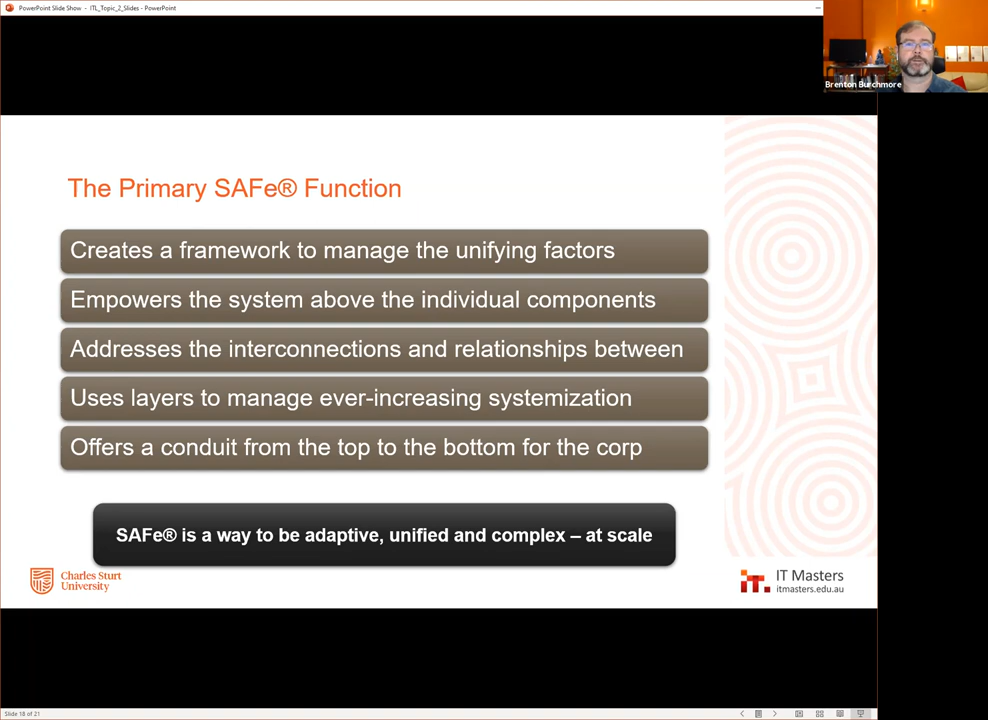 PowerPoint Slide Show - ITL_Topic_2_Slides - PowerPoint
Brenton Burchmore
The Primary SAFe® Function
Creates a framework to manage the unifying factors
Empowers the system above the individual components
Addresses the interconnections and relationships between
Uses layers to manage ever-increasing systemization
Offers a conduit from the top to the bottom for the corp
SAFe® is a way to be adaptive, unified and complex – at scale
Charles Sturt
University
IT Masters
itmasters.edu.au
Slide 18 of 21